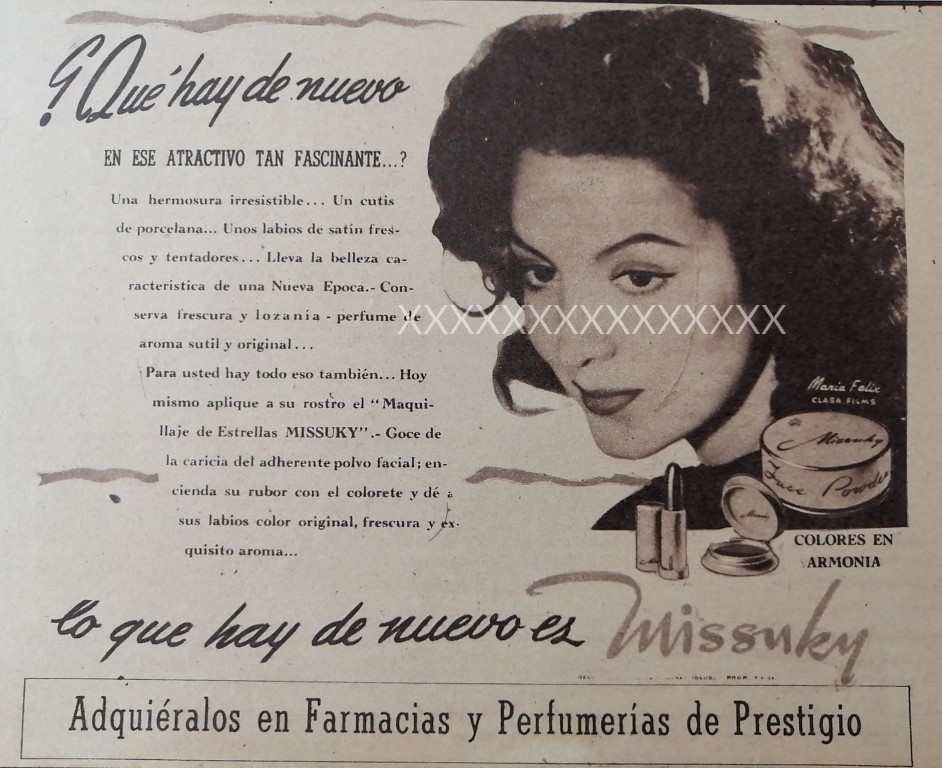 ¿Qué hay de nuevo
EN ESE ATRACTIVO TAN FASCINANTE...?
Una hermosura irresistible... Un cutis
de porcelana... Unos labios de satín fres-
cos y tentadores... Lleva la belleza ca-
racterística de una Nueva Epoca.- Con-
serva frescura y lozanía - perfume de
aroma sutil y original...
Para usted hay todo eso también... Hoy
mismo aplique a su rostro el "Maqui-
llaje de Estrellas MISSUKY".- Goce de
la caricia del adherente polvo facial; en-
cienda su rubor con el colorete y dé a
sus labios color original, frescura y ex-
quisito aroma...
XXXXXXXXXXXXXXXX
María Felix
CLASA FILMS
Missuky
Face Powder
COLORES EN
ARMONIA
lo que hay de nuevo es Missuky
Adquiéralos en Farmacias y Perfumerías de Prestigio